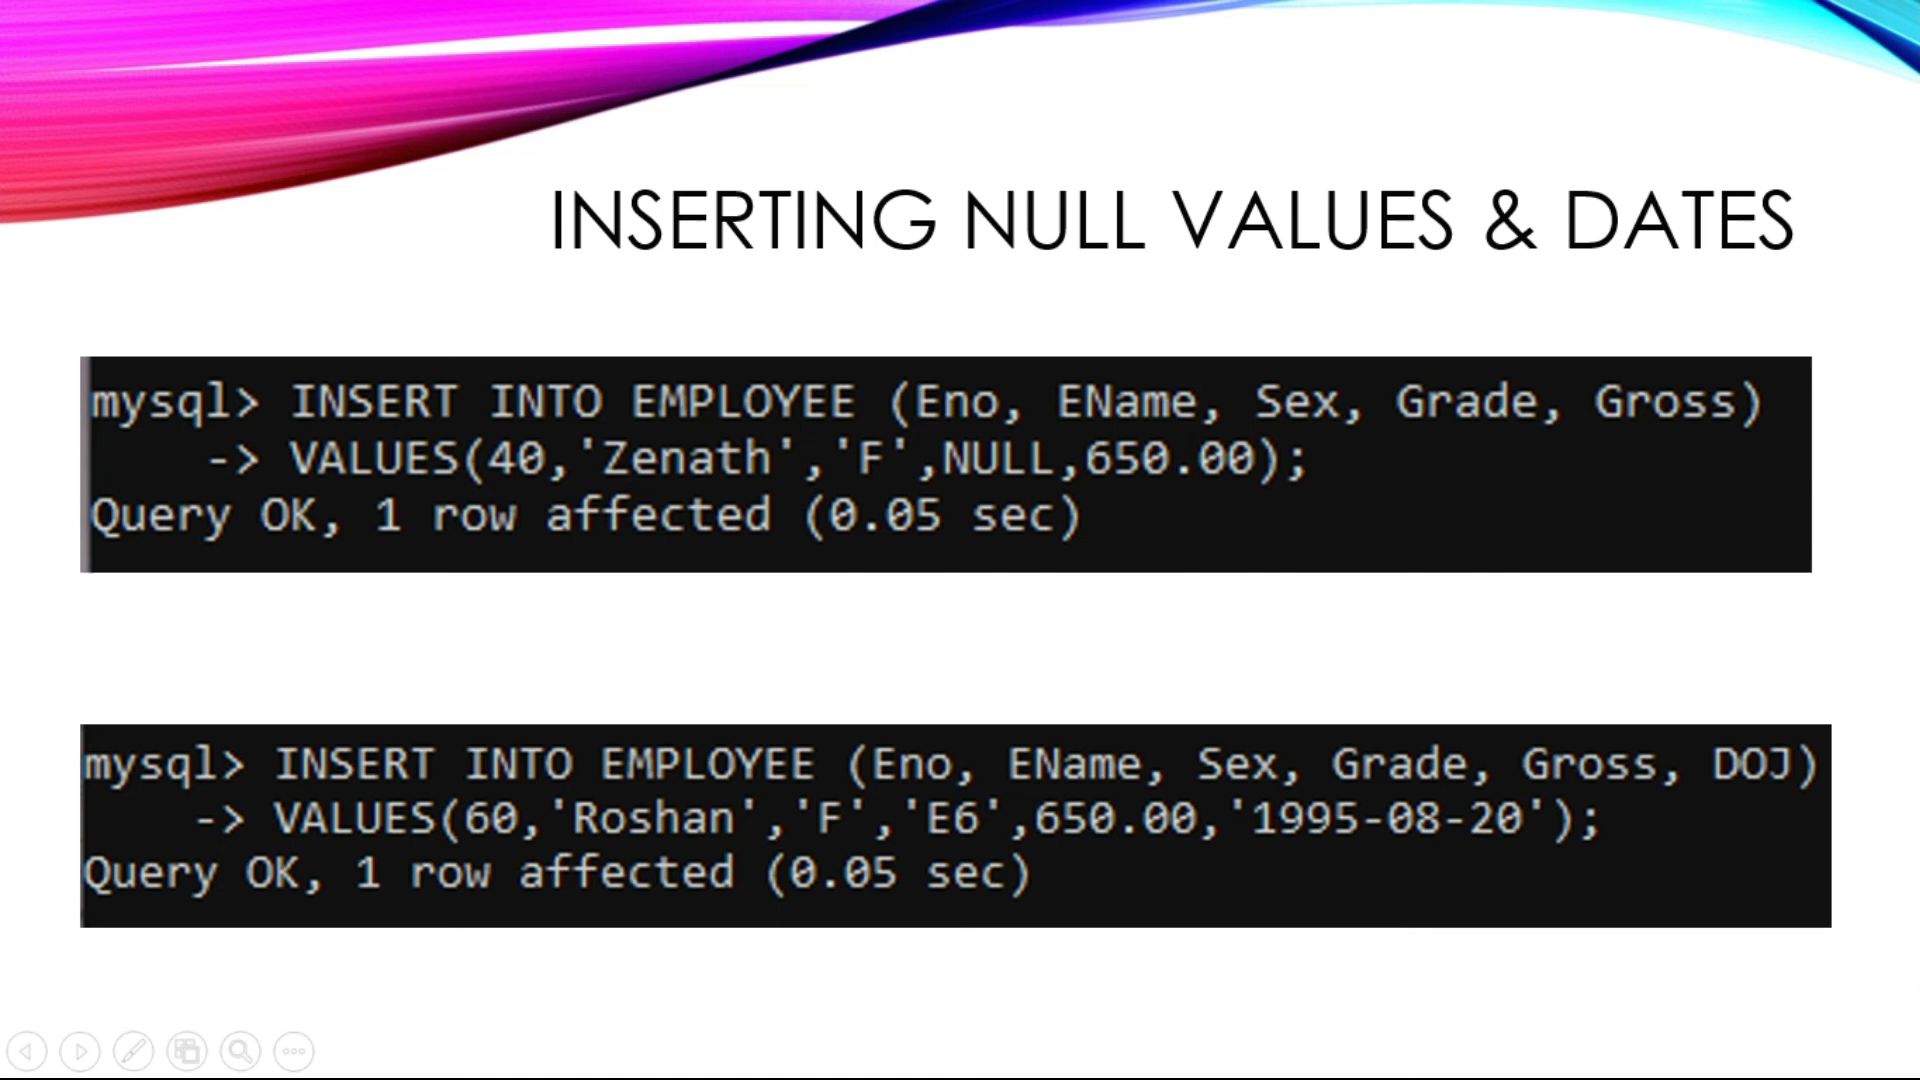 INSERTING NULL VALUES & DATES
mysql> INSERT INTO EMPLOYEE (Eno, EName, Sex, Grade, Gross)
-> VALUES(40,'Zenath','F',NULL,650.00);
Query OK, 1 row affected (0.05 sec)
mysql> INSERT INTO EMPLOYEE (Eno, EName, Sex, Grade, Gross, DOJ)
-> VALUES(60,'Roshan','F','E6',650.00,'1995-08-20');
Query OK, 1 row affected (0.05 sec)